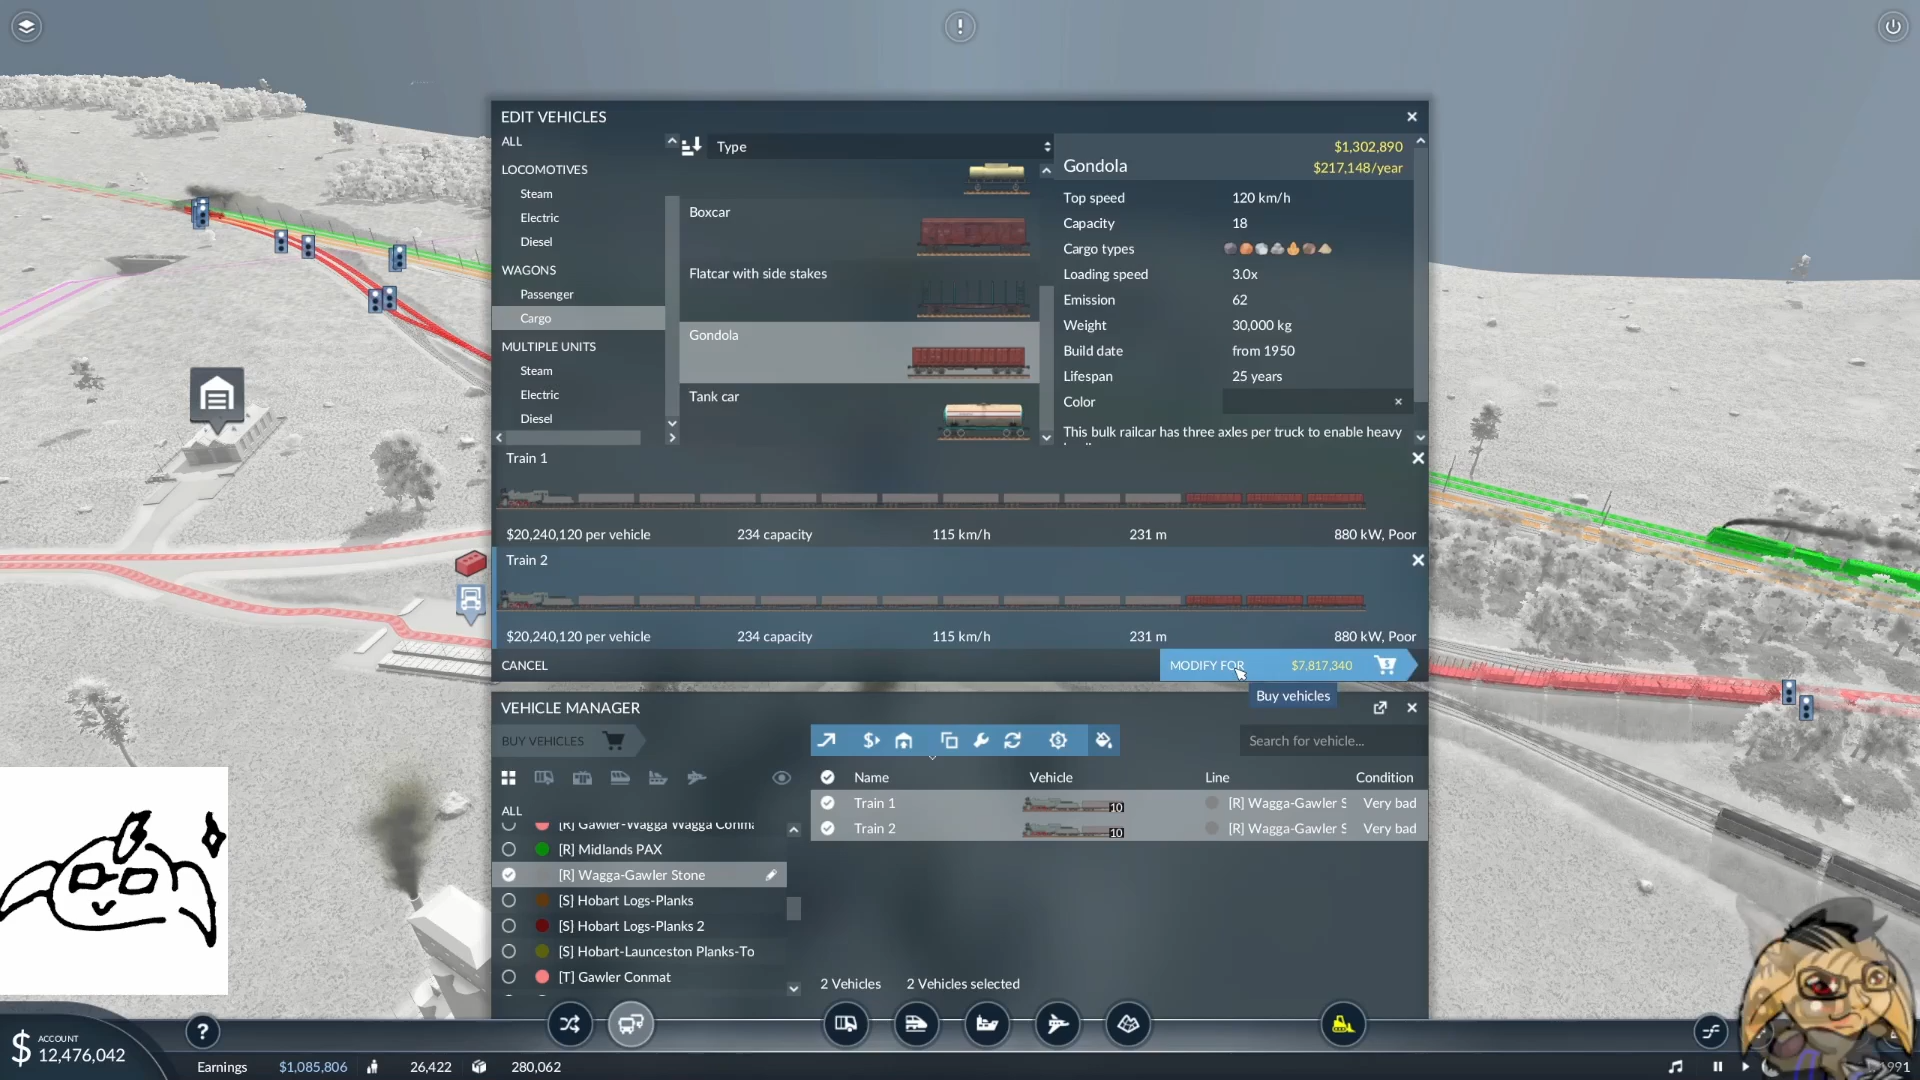 EDIT VEHICLES
ALL
LOCOMOTIVES
Steam
Electric
Diesel
WAGONS
Passenger
Cargo
MULTIPLE UNITS
Steam
Electric
Diesel
Type
Boxcar
Flatcar with side stakes
Gondola
Tank car
Gondola
$1,302,890
$217,148/year
Top speed 120 km/h
Capacity 18
Cargo types
Loading speed 3.0x
Emission 62
Weight 30,000 kg
Build date from 1950
Lifespan 25 years
Color
This bulk railcar has three axles per truck to enable heavy
Train 1
$20,240,120 per vehicle 234 capacity 115 km/h 231 m 880 kW, Poor
Train 2
$20,240,120 per vehicle 234 capacity 115 km/h 231 m 880 kW, Poor
CANCEL
MODIFY FOR $7,817,340
Buy vehicles
VEHICLE MANAGER
BUY VEHICLES
Search for vehicle...
ALL
[R] Gawler-Wagga Wagga Conma
[R] Midlands PAX
[R] Wagga-Gawler Stone
[S] Hobart Logs-Planks
[S] Hobart Logs-Planks 2
[S] Hobart-Launceston Planks-To
[T] Gawler Conmat
Name Vehicle Line Condition
Train 1 10 [R] Wagga-Gawler S Very bad
Train 2 10 [R] Wagga-Gawler S Very bad
2 Vehicles 2 Vehicles selected
$ ACCOUNT
12,476,042
?
Earnings $1,085,806 26,422 280,062